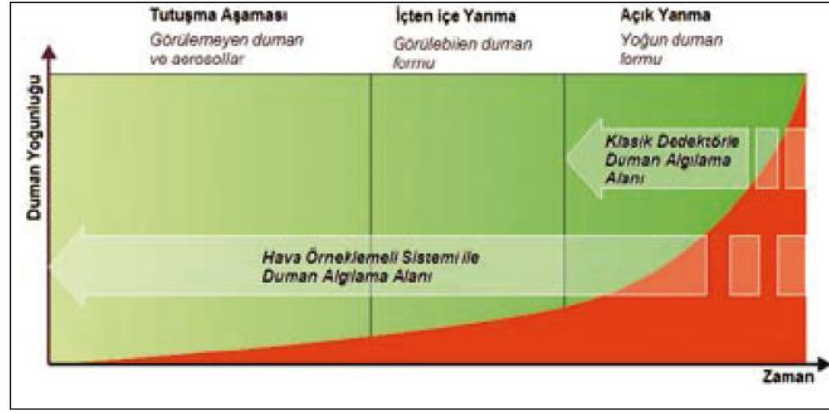 Tutuşma Aşaması
Görülemeyen duman
ve aerosollar
İçten içe Yanma
Görülebilen duman
formu
Açık Yanma
Yoğun duman
formu
Duman Yoğunluğu
Klasik Dedektörle
Duman Algılama
Alanı
Hava Örneklemeli Sistemi ile
Duman Algılama Alanı
Zaman